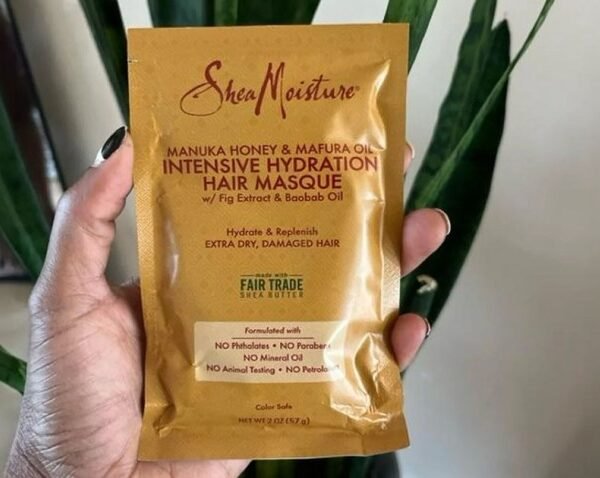 SheaMoisture®
MANUKA HONEY & MAFURA OIL
INTENSIVE HYDRATION
HAIR MASQUE
w/ Fig Extract & Baobab Oil
Hydrate & Replenish
EXTRA DRY, DAMAGED HAIR
made with
FAIR TRADE
SHEA BUTTER
Formulated with
NO Phthalates • NO
NO Mineral Oil
NO Animal Testing • NO
Color Safe
NET WT 2 OZ (57 g)